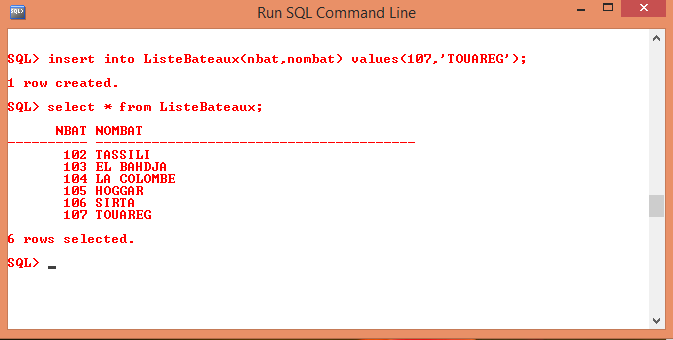 Run SQL Command Line
SQL> insert into ListeBateaux(nbat,nombat) values(107,'TOUAREG');
1 row created.
SQL> select * from ListeBateaux;
NBAT NOMBAT
---------- ----------------------------------------
102 TASSILI
103 EL BAHDJA
104 LA COLOMBE
105 HOGGAR
106 SIRTA
107 TOUAREG
6 rows selected.
SQL> _